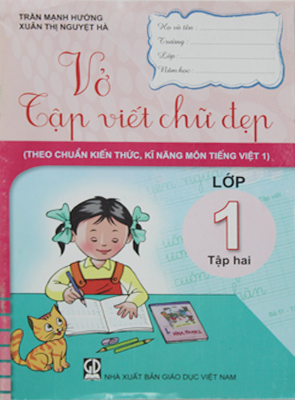 TRẦN MẠNH HƯỞNG
XUÂN THỊ NGUYỆT HÀ
Họ và tên:
Trường:
Lớp:
Năm học:
Vở
Tập viết chữ đẹp
(THEO CHUẨN KIẾN THỨC, KĨ NĂNG MÔN TIẾNG VIỆT 1)
LỚP
1
Tập hai
NHÀ XUẤT BẢN GIÁO DỤC VIỆT NAM